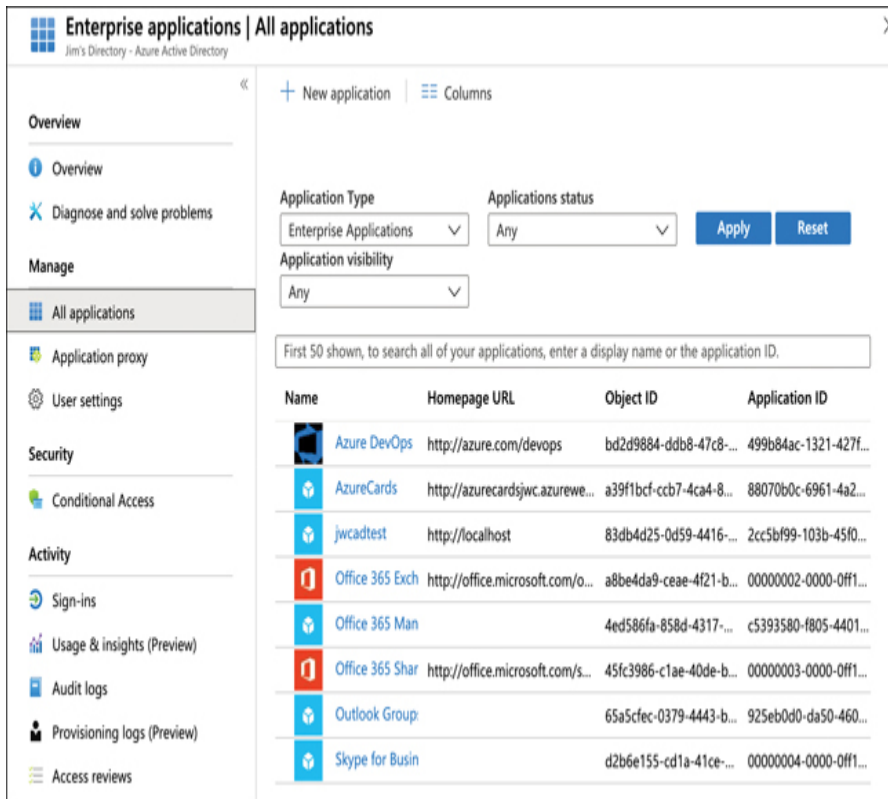 Enterprise applications | All applications
Jim's Directory - Azure Active Directory
Overview
Overview
Diagnose and solve problems
Manage
All applications
Application proxy
User settings
Security
Conditional Access
Activity
Sign-ins
Usage & insights (Preview)
Audit logs
Provisioning logs (Preview)
Access reviews
New application Columns
Application Type Applications status
Enterprise Applications Any Apply Reset
Application visibility
Any
First 50 shown, to search all of your applications, enter a display name or the application ID.
Name Homepage URL Object ID Application ID
Azure DevOps http://azure.com/devops bd2d9884-ddb8-47c8-... 499b84ac-1321-427f...
AzureCards http://azurecardsjwc.azurewe... a39f1bcf-ccb7-4ca4-8... 88070b0c-6961-4a2...
jwcadtest http://localhost 83db4d25-0d59-4416-... 2cc5bf99-103b-45f0...
Office 365 Exch http://office.microsoft.com/o... a8be4da9-ceae-4f21-b... 00000002-0000-0ff1...
Office 365 Man 4ed586fa-858d-4317-... c5393580-f805-4401...
Office 365 Shar http://office.microsoft.com/s... 45fc3986-c1ae-40de-b... 00000003-0000-0ff1...
Outlook Group: 65a5cfec-0379-4443-b... 925eb0d0-da50-460...
Skype for Busin d2b6e155-cd1a-41ce-... 00000004-0000-0ff1...